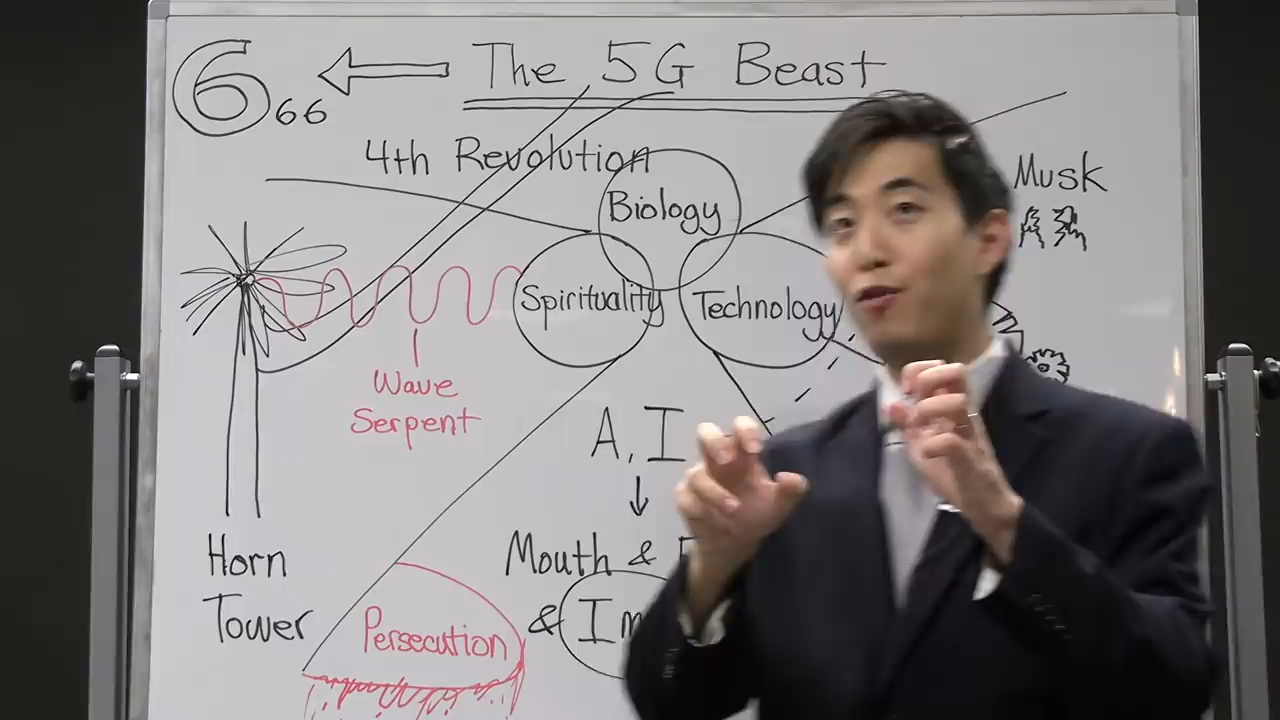 666
The 5G Beast
4th Revolution
Biology
Musk
Spirituality
Technology
Wave
Serpent
A.I
Horn
Tower
Mouth &
&
Persecution